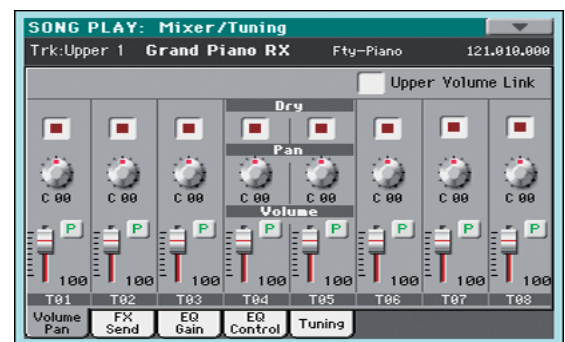 SONG PLAY: Mixer/Tuning
Trk:Upper 1 Grand Piano RX Fty-Piano 121.010.000
Upper Volume Link
Dry
Pan
C 00 C 00 C 00 C 00 C 00 C 00 C 00 C 00
Volume
P P P P P P P P
100 100 100 100 100 100 100 100
T01 T02 T03 T04 T05 T06 T07 T08
Volume Pan FX Send EQ Gain EQ Control Tuning